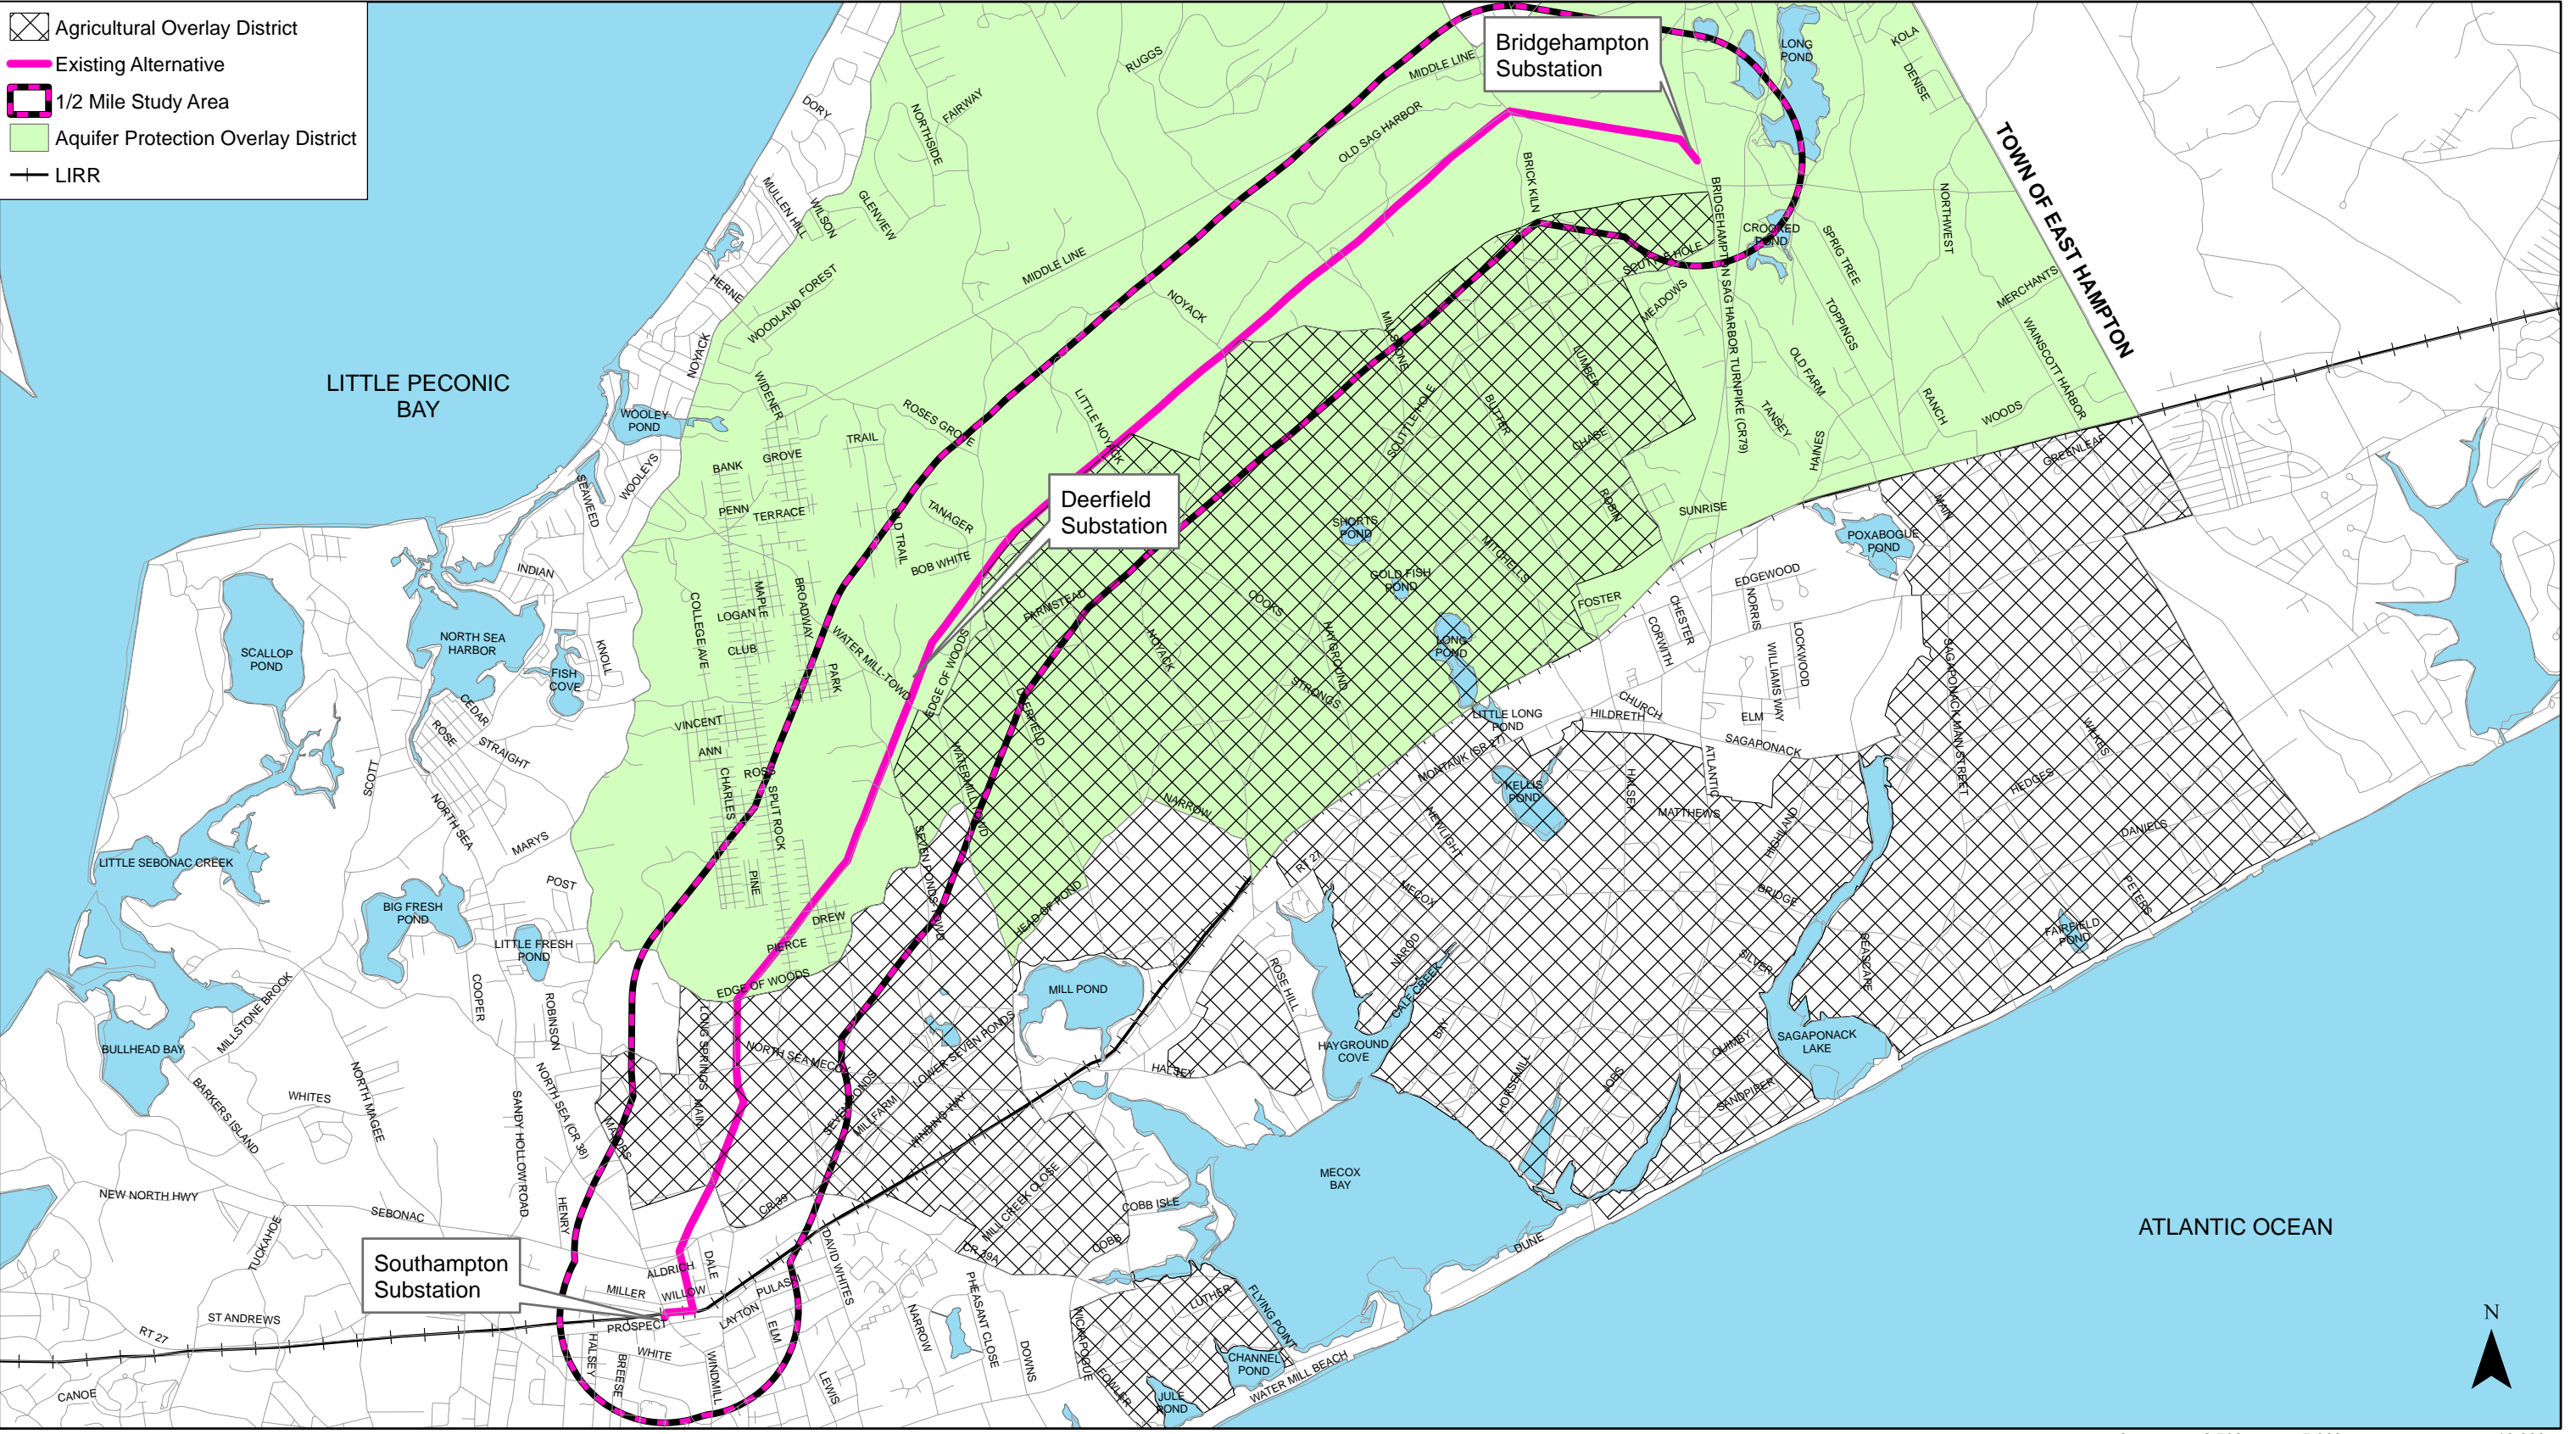 Agricultural Overlay District
Existing Alternative
1/2 Mile Study Area
Aquifer Protection Overlay District
LIRR
Bridgehampton
Substation
Deerfield
Substation
Southampton
Substation
LITTLE PECONIC
BAY
ATLANTIC OCEAN
TOWN OF EAST HAMPTON
LONG
POND
KOLA
DENISE
RUGGS
MIDDLE LINE
FAIRWAY
NORTHSIDE
DORY
OLD SAG HARBOR
BRICK KILN
MULLEN HILL
WILSON
GLENVIEW
BRIDGEHAMPTON SAG HARBOR TURNPIKE (CR79)
CROOKED
POND
SPRIG TREE
NORTHWEST
SCUTTLE HOLE
MEADOWS
MERCHANTS
MIDDLE LINE
HERNE
FOREST
WOODLAND
NOYACK
NOYACK
TOPPINGS
WAINSCOTT HARBOR
MILLSTONE
LUMBER
OLD FARM
WIDENER
ROSES GROVE
LITTLE NOYACK
SCUTTLEHOLE
BUTTER
CHASE
TANSEY
HAINES
RANCH
WOODS
GREENLEAF
WOOLEY
POND
WOOLEYS
SEAWEED
TRAIL
BANK
GROVE
PENN
TERRACE
OLD TRAIL
TANAGER
BOB WHITE
SHORTS
POND
GOLD FISH
POND
MITCHELLS
ROBIN
SUNRISE
MAIN
POXABOGUE
POND
INDIAN
EDGEWOOD
NORRIS
FOSTER
CHESTER
CORWITH
LOCKWOOD
WILLIAMS WAY
COLLEGE AVE
LOGAN
MAPLE
BROADWAY
CLUB
PARK
WATER MILL-TOWD
EDGE OF WOODS
FARMSTEAD
COOKS
NOYACK
HAYGROUND
LONG
POND
STRONGS
SCALLOP
POND
NORTH SEA
HARBOR
FISH
COVE
KNOLL
CEDAR
ROSE
STRAIGHT
SCOTT
NORTH SEA
MARYS
VINCENT
ANN
ROSS
CHARLES
SPLIT ROCK
PINE
DEERFIELD
WATERMILL TOWD
NARROW
LITTLE LONG
POND
MONTAUK (SR 27)
HILDRETH
CHURCH
ELM
SAGAPONACK
SAGAPONACK MAIN STREET
WILKES
HEDGES
DANIELS
PETERS
KELLIS
POND
HALSEY
ATLANTIC
MATTHEWS
NEWLIGHT
HIGHLAND
BRIDGE
RT 27
MECOX
NAROD
CALF CREEK
SILVER
SEASCAPE
FAIRFIELD
POND
LITTLE SEBONAC CREEK
BIG FRESH
POND
POST
LITTLE FRESH
POND
SEVEN PONDS-TOWD
HEAD OF POND
DREW
PIERCE
EDGE OF WOODS
MILL POND
ROSE HILL
HAYGROUND
COVE
BAY
SAGAPONACK
LAKE
QUIMBY
SANDPIPER
JOBS
HORSEMILL
BULLHEAD BAY
MILLSTONE BROOK
COOPER
ROBINSON
LONG SPRINGS
MAIN
NORTH SEA MECOX
LOWER SEVEN PONDS
SEVEN PONDS
MILLFARM
WINDING WAY
HALSEY
BARKERS ISLAND
WHITES
NORTH MAGEE
SANDY HOLLOW ROAD
NORTH SEA (CR 38)
NEW NORTH HWY
SEBONAC
TUCKAHOE
HENRY
CR 39
MILL CREEK CLOSE
CR 39A
COBB
COBB ISLE
MECOX
BAY
DUNE
ALDRICH
DALE
MILLER
WILLOW
PULASKI
LAYTON
DAVID WHITES
PROSPECT
ST ANDREWS
RT 27
CANOE
HALSEY
WHITE
BREESE
WINDMILL
ELM
LEWIS
NARROW
PHEASANT CLOSE
DOWNS
WICKAPOGUE
FOWLER
LUTHER
FLYING POINT
CHANNEL
POND
JULE
POND
WATER MILL BEACH
N